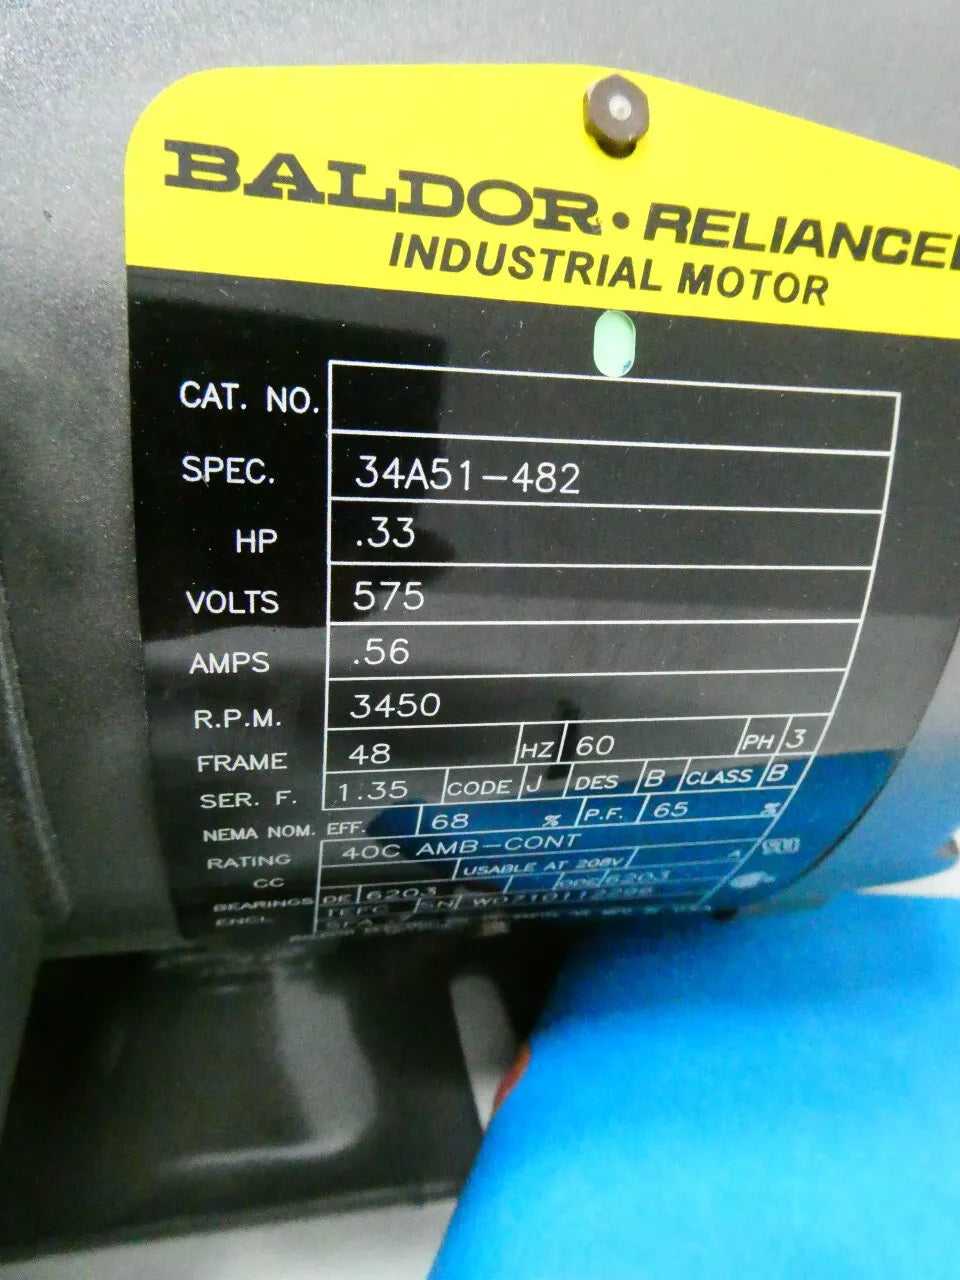 BALDOR • RELIANCE
INDUSTRIAL MOTOR
CAT. NO.
SPEC. 34A51-482
HP .33
VOLTS 575
AMPS .56
R.P.M. 3450
FRAME 48 HZ 60 PH 3
SER. F. 1.35 CODE J DES B CLASS B
NEMA NOM. EFF. 68 % P.F. 65 %
RATING 40C AMB-CONT
CC USABLE AT 208V A
BEARINGS DE 6203 ODE 6203
ENCL. TEFC SN